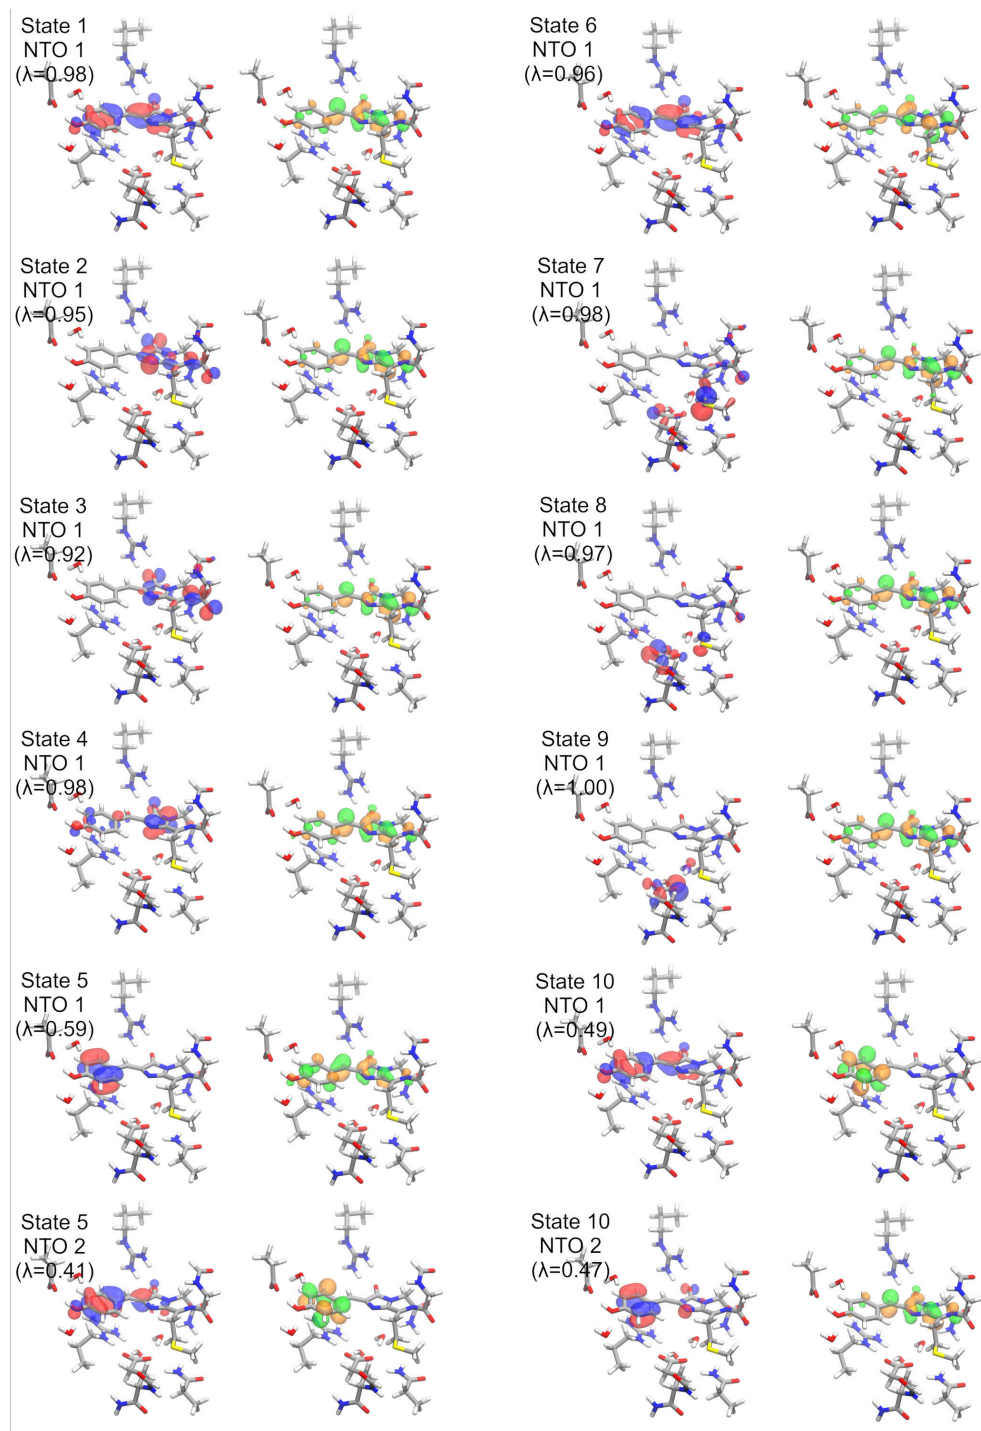 State 1
NTO 1
(λ=0.98)
State 6
NTO 1
(λ=0.96)
State 2
NTO 1
(λ=0.95)
State 7
NTO 1
(λ=0.98)
State 3
NTO 1
(λ=0.92)
State 8
NTO 1
(λ=0.97)
State 4
NTO 1
(λ=0.98)
State 9
NTO 1
(λ=1.00)
State 5
NTO 1
(λ=0.59)
State 10
NTO 1
(λ=0.49)
State 5
NTO 2
(λ=0.41)
State 10
NTO 2
(λ=0.47)